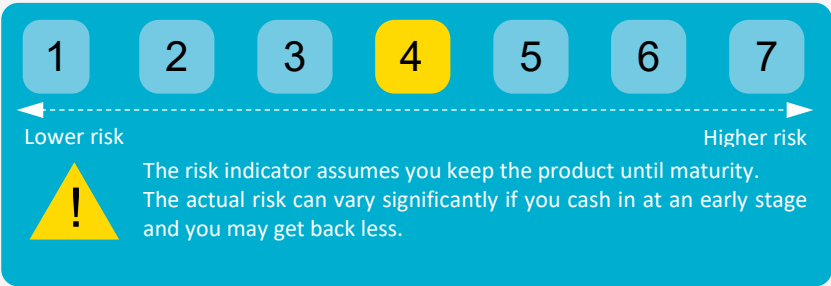 1 2 3 4 5 6 7
Lower risk Higher risk
! The risk indicator assumes you keep the product until maturity.
The actual risk can vary significantly if you cash in at an early stage
and you may get back less.